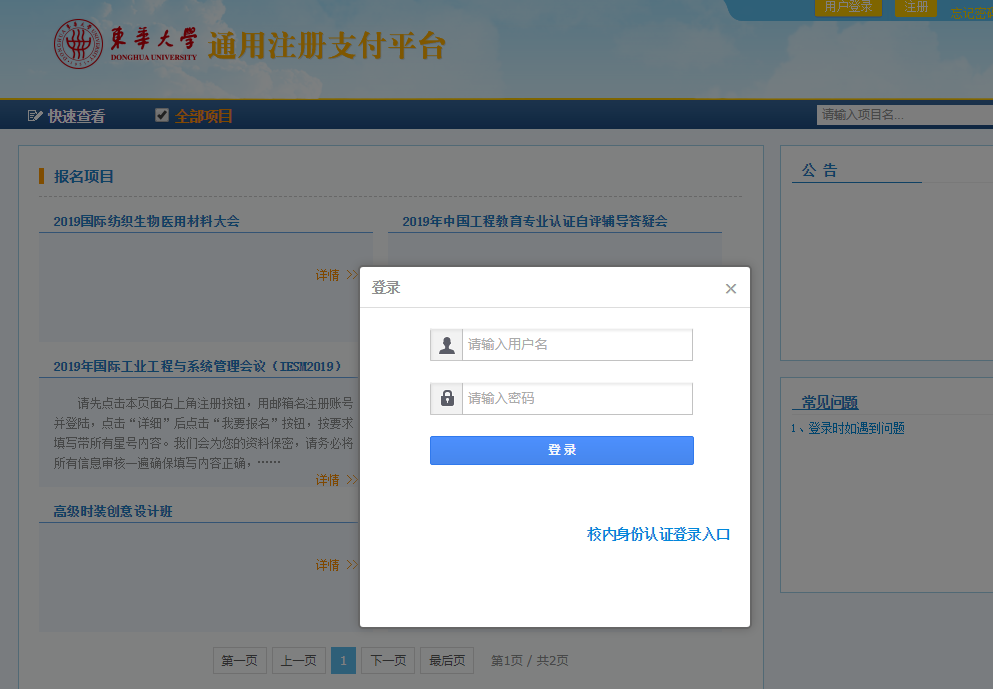 用户登录 注册 忘记密码
東華大學 通用注册支付平台
DONGHUA UNIVERSITY
快速查看 全部项目 请输入项目名...
报名项目
2019国际纺织生物医用材料大会
详情 >>
2019年中国工程教育专业认证自评辅导答疑会
2019年国际工业工程与系统管理会议（IESM2019）
请先点击本页面右上角注册按钮，用邮箱名注册账号
并登陆，点击“详细”后点击“我要报名”按钮，按要求
填写带所有星号内容。我们会为您的资料保密，请务必将
所有信息审核一遍确保填写内容正确，……
详情 >>
高级时装创意设计班
详情 >>
第一页 上一页 1 下一页 最后页 第1页 / 共2页
登录 ×
请输入用户名
请输入密码
登录
校内身份认证登录入口
公 告
常见问题
1、登录时如遇到问题